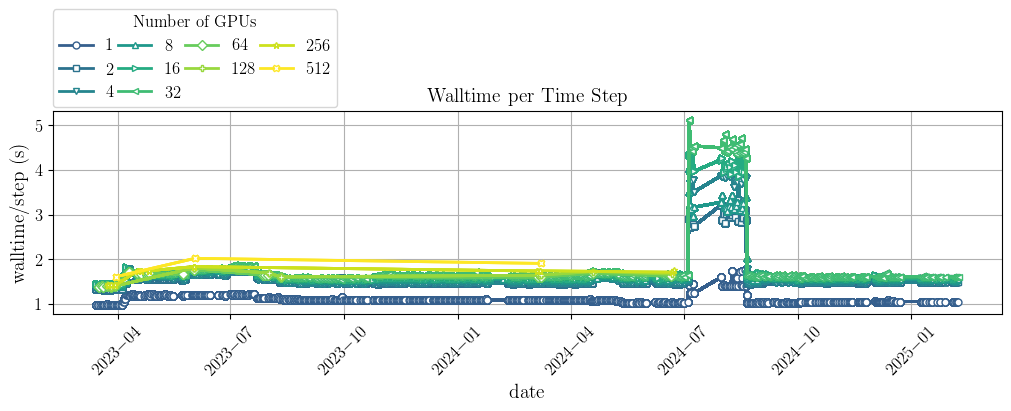 Number of GPUs
1 8 64 256
2 16 128 512
4 32
Walltime per Time Step
walltime/step (s)
5
4
3
2
1
2023−04 2023−07 2023−10 2024−01 2024−04 2024−07 2024−10 2025−01
date